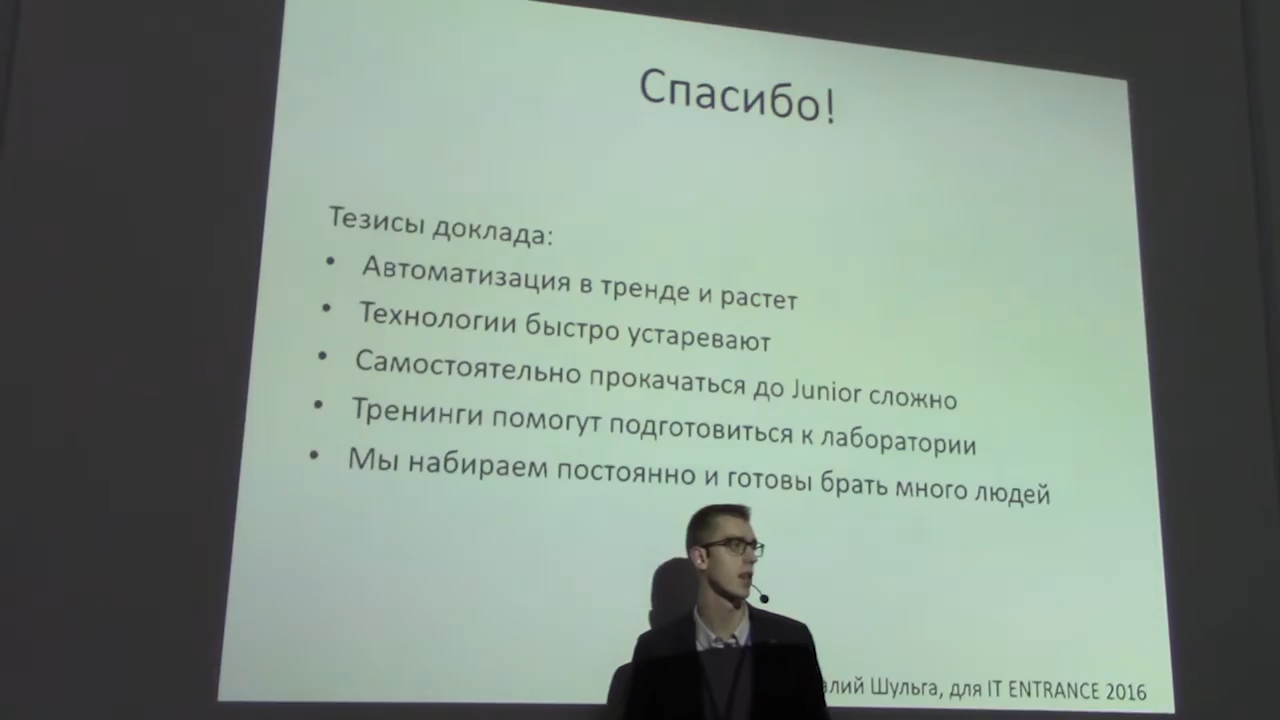 Спасибо!
Тезисы доклада:
• Автоматизация в тренде и растет
• Технологии быстро устаревают
• Самостоятельно прокачаться до Junior сложно
• Тренинги помогут подготовиться к лаборатории
• Мы набираем постоянно и готовы брать много людей
Шульга, для IT ENTRANCE 2016